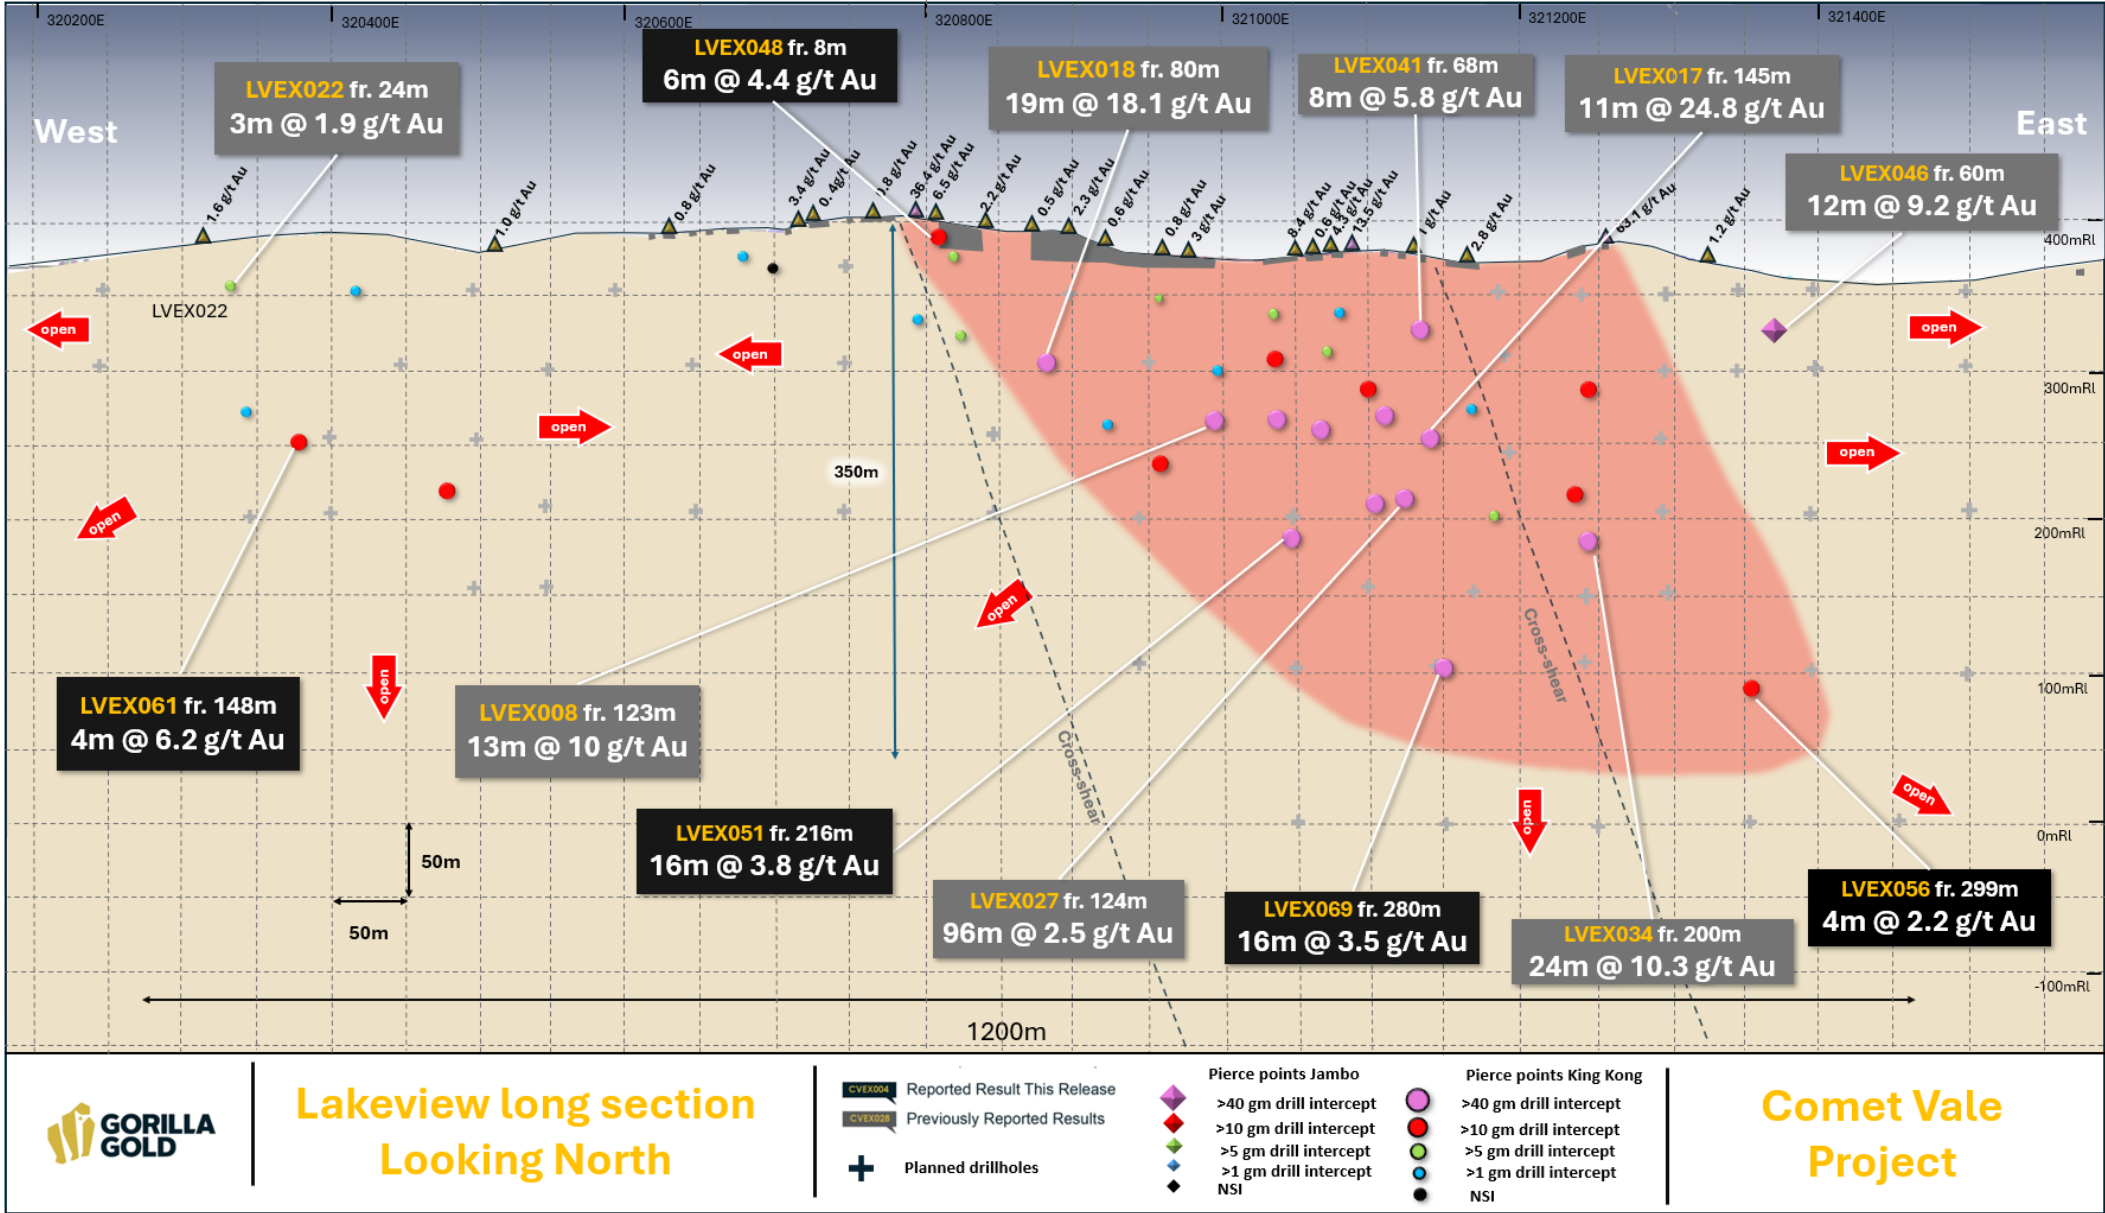 320200E
320400E
320600E
320800E
321000E
321200E
321400E
West
East
LVEX022 fr. 24m
3m @ 1.9 g/t Au
LVEX048 fr. 8m
6m @ 4.4 g/t Au
LVEX018 fr. 80m
19m @ 18.1 g/t Au
LVEX041 fr. 68m
8m @ 5.8 g/t Au
LVEX017 fr. 145m
11m @ 24.8 g/t Au
LVEX046 fr. 60m
12m @ 9.2 g/t Au
1.6 g/t Au
1.0 g/t Au
0.8 g/t Au
3.4 g/t Au
0.4g/t Au
0.8 g/t Au
36.4 g/t Au
6.5 g/t Au
2.2 g/t Au
0.5 g/t Au
2.3 g/t Au
0.6 g/t Au
0.8 g/t Au
3 g/t Au
8.4 g/t Au
0.6 g/t Au
4.3 g/t Au
13.5 g/t Au
1 g/t Au
2.8 g/t Au
63.1 g/t Au
1.2 g/t Au
400mRl
300mRl
200mRl
100mRl
0mRl
-100mRl
LVEX022
open
open
open
open
open
open
open
open
open
open
350m
Cross-shear
Cross-shear
LVEX061 fr. 148m
4m @ 6.2 g/t Au
LVEX008 fr. 123m
13m @ 10 g/t Au
LVEX051 fr. 216m
16m @ 3.8 g/t Au
LVEX027 fr. 124m
96m @ 2.5 g/t Au
LVEX069 fr. 280m
16m @ 3.5 g/t Au
LVEX034 fr. 200m
24m @ 10.3 g/t Au
LVEX056 fr. 299m
4m @ 2.2 g/t Au
50m
50m
1200m
GORILLA
GOLD
Lakeview long section
Looking North
CVEX004 Reported Result This Release
CVEX028 Previously Reported Results
Planned drillholes
Pierce points Jambo
>40 gm drill intercept
>10 gm drill intercept
>5 gm drill intercept
>1 gm drill intercept
NSI
Pierce points King Kong
>40 gm drill intercept
>10 gm drill intercept
>5 gm drill intercept
>1 gm drill intercept
NSI
Comet Vale
Project